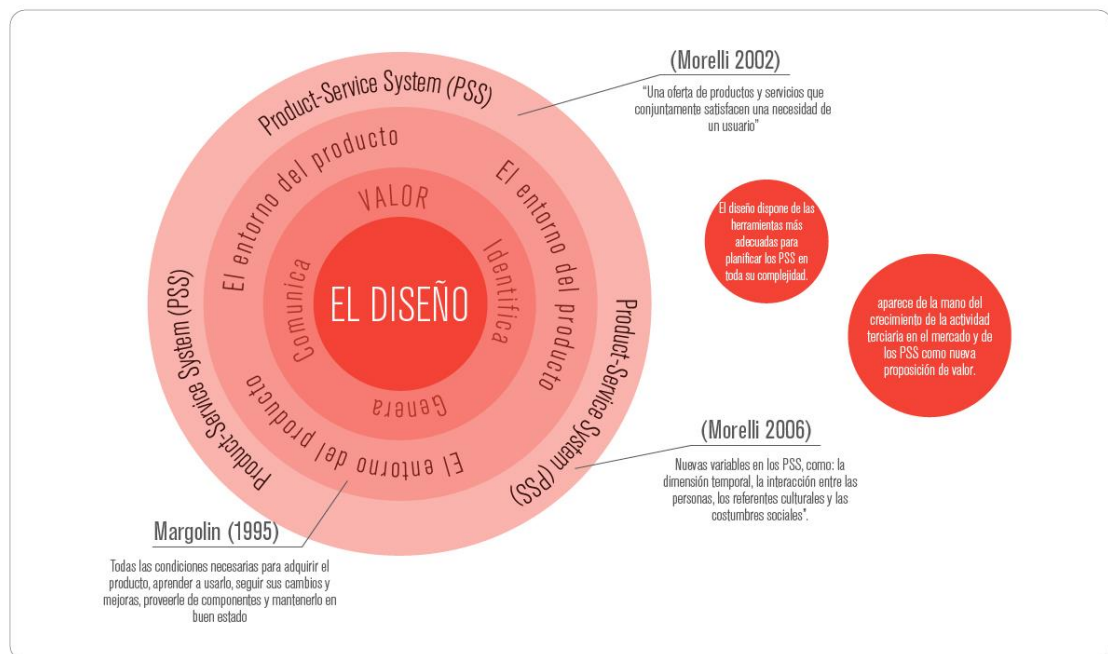 (Morelli 2002)
“Una oferta de productos y servicios que
conjuntamente satisfacen una necesidad de
un usuario”
Product-Service System (PSS)
Product-Service System (PSS)
Product-Service System (PSS)
El entorno del producto
El entorno del producto
El entorno del producto
VALOR
Identifica
Genera
Comunica
EL DISEÑO
El diseño dispone de las
herramientas más
adecuadas para
planificar los PSS en
toda su complejidad.
aparece de la mano del
crecimiento de la actividad
terciaria en el mercado y de
los PSS como nueva
proposición de valor.
(Morelli 2006)
Nuevas variables en los PSS, como: la
dimensión temporal, la interacción entre las
personas, los referentes culturales y las
costumbres sociales”.
Margolin (1995)
Todas las condiciones necesarias para adquirir el
producto, aprender a usarlo, seguir sus cambios y
mejoras, proveerle de componentes y mantenerlo en
buen estado